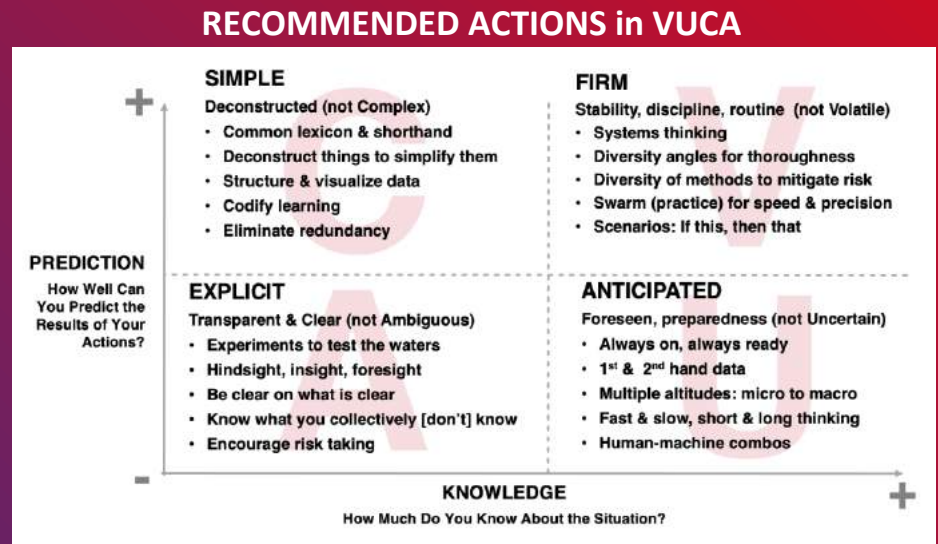 RECOMMENDED ACTIONS in VUCA
SIMPLE
Deconstructed (not Complex)
• Common lexicon & shorthand
• Deconstruct things to simplify them
• Structure & visualize data
• Codify learning
• Eliminate redundancy
C
FIRM
Stability, discipline, routine (not Volatile)
• Systems thinking
• Diversity angles for thoroughness
• Diversity of methods to mitigate risk
• Swarm (practice) for speed & precision
• Scenarios: If this, then that
V
+
PREDICTION
How Well Can
You Predict the
Results of Your
Actions?
EXPLICIT
Transparent & Clear (not Ambiguous)
• Experiments to test the waters
• Hindsight, insight, foresight
• Be clear on what is clear
• Know what you collectively [don't] know
• Encourage risk taking
A
ANTICIPATED
Foreseen, preparedness (not Uncertain)
• Always on, always ready
• 1st & 2nd hand data
• Multiple altitudes: micro to macro
• Fast & slow, short & long thinking
• Human-machine combos
U
-
+
KNOWLEDGE
How Much Do You Know About the Situation?